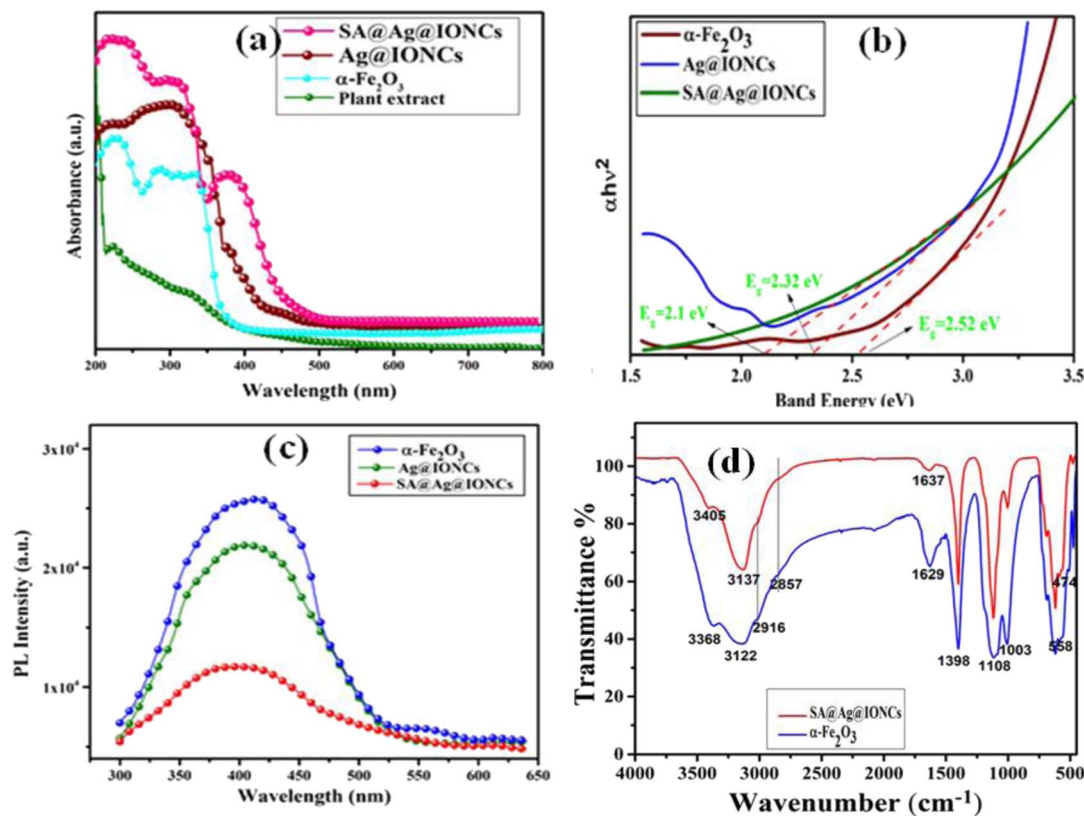 (a)
SA@Ag@IONCs
Ag@IONCs
α-Fe₂O₃
Plant extract
Absorbance (a.u.)
200 300 400 500 600 700 800
Wavelength (nm)
(b)
α-Fe₂O₃
Ag@IONCs
SA@Ag@IONCs
αhν²
E_g=2.32 eV
E_g=2.1 eV
E_g=2.52 eV
1.5 2.0 2.5 3.0 3.5
Band Energy (eV)
(c)
α-Fe₂O₃
Ag@IONCs
SA@Ag@IONCs
3x10⁴
2x10⁴
1x10⁴
PL Intensity (a.u.)
300 350 400 450 500 550 600 650
Wavelength (nm)
(d)
100
80
60
40
20
0
Transmittance %
3405
3137
2857
1637
474
3368
3122
2916
1629
1398
1108
1003
558
SA@Ag@IONCs
α-Fe₂O₃
4000 3500 3000 2500 2000 1500 1000 500
Wavenumber (cm⁻¹)